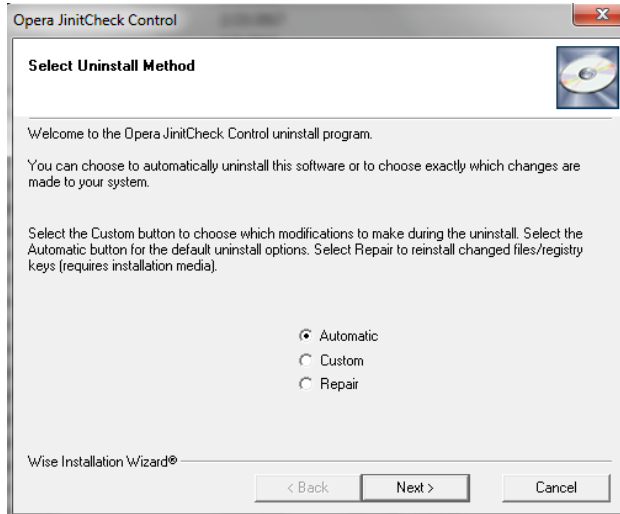 Opera JinitCheck Control
Select Uninstall Method
Welcome to the Opera JinitCheck Control uninstall program.
You can choose to automatically uninstall this software or to choose exactly which changes are
made to your system.
Select the Custom button to choose which modifications to make during the uninstall. Select the
Automatic button for the default uninstall options. Select Repair to reinstall changed files/registry
keys (requires installation media).
Automatic
Custom
Repair
Wise Installation Wizard®
< Back Next > Cancel